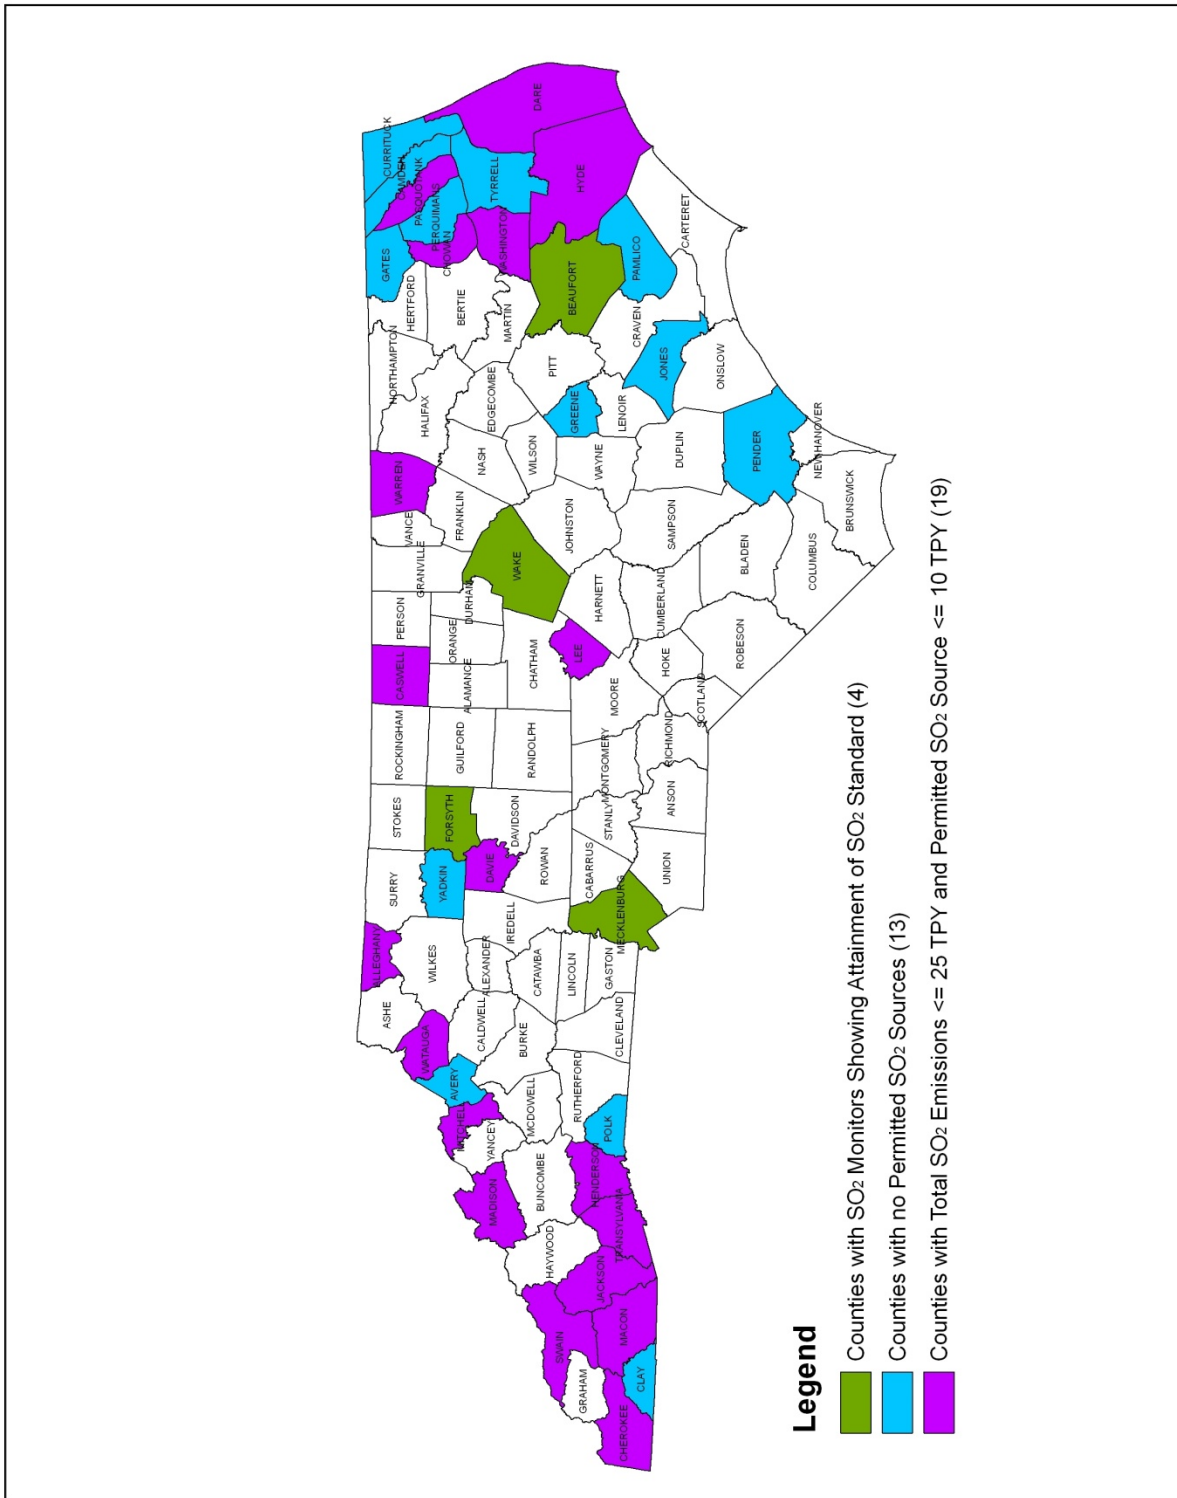 CHEROKEE
GRAHAM
CLAY
SWAIN
MACON
JACKSON
HAYWOOD
TRANSYLVANIA
MADISON
BUNCOMBE
HENDERSON
YANCEY
MITCHELL
MCDOWELL
POLK
RUTHERFORD
AVERY
WATAUGA
BURKE
CALDWELL
CLEVELAND
ASHE
ALLEGHANY
WILKES
ALEXANDER
CATAWBA
LINCOLN
GASTON
IREDELL
MECKLENBURG
SURRY
YADKIN
DAVIE
ROWAN
CABARRUS
UNION
STOKES
FORSYTH
DAVIDSON
STANLY
ANSON
ROCKINGHAM
GUILFORD
RANDOLPH
MONTGOMERY
RICHMOND
CASWELL
ALAMANCE
CHATHAM
MOORE
SCOTLAND
PERSON
ORANGE
DURHAM
LEE
HOKE
ROBESON
GRANVILLE
WAKE
HARNETT
CUMBERLAND
BLADEN
COLUMBUS
VANCE
WARREN
FRANKLIN
JOHNSTON
SAMPSON
BRUNSWICK
HALIFAX
NASH
WILSON
WAYNE
DUPLIN
PENDER
NEW HANOVER
NORTHAMPTON
EDGECOMBE
GREENE
LENOIR
ONSLOW
HERTFORD
BERTIE
MARTIN
PITT
CRAVEN
JONES
GATES
CHOWAN
WASHINGTON
BEAUFORT
PAMLICO
CARTERET
PERQUIMANS
PASQUOTANK
CAMDEN
CURRITUCK
TYRRELL
HYDE
DARE
Legend
Counties with SO2 Monitors Showing Attainment of SO2 Standard (4)
Counties with no Permitted SO2 Sources (13)
Counties with Total SO2 Emissions <= 25 TPY and Permitted SO2 Source <= 10 TPY (19)